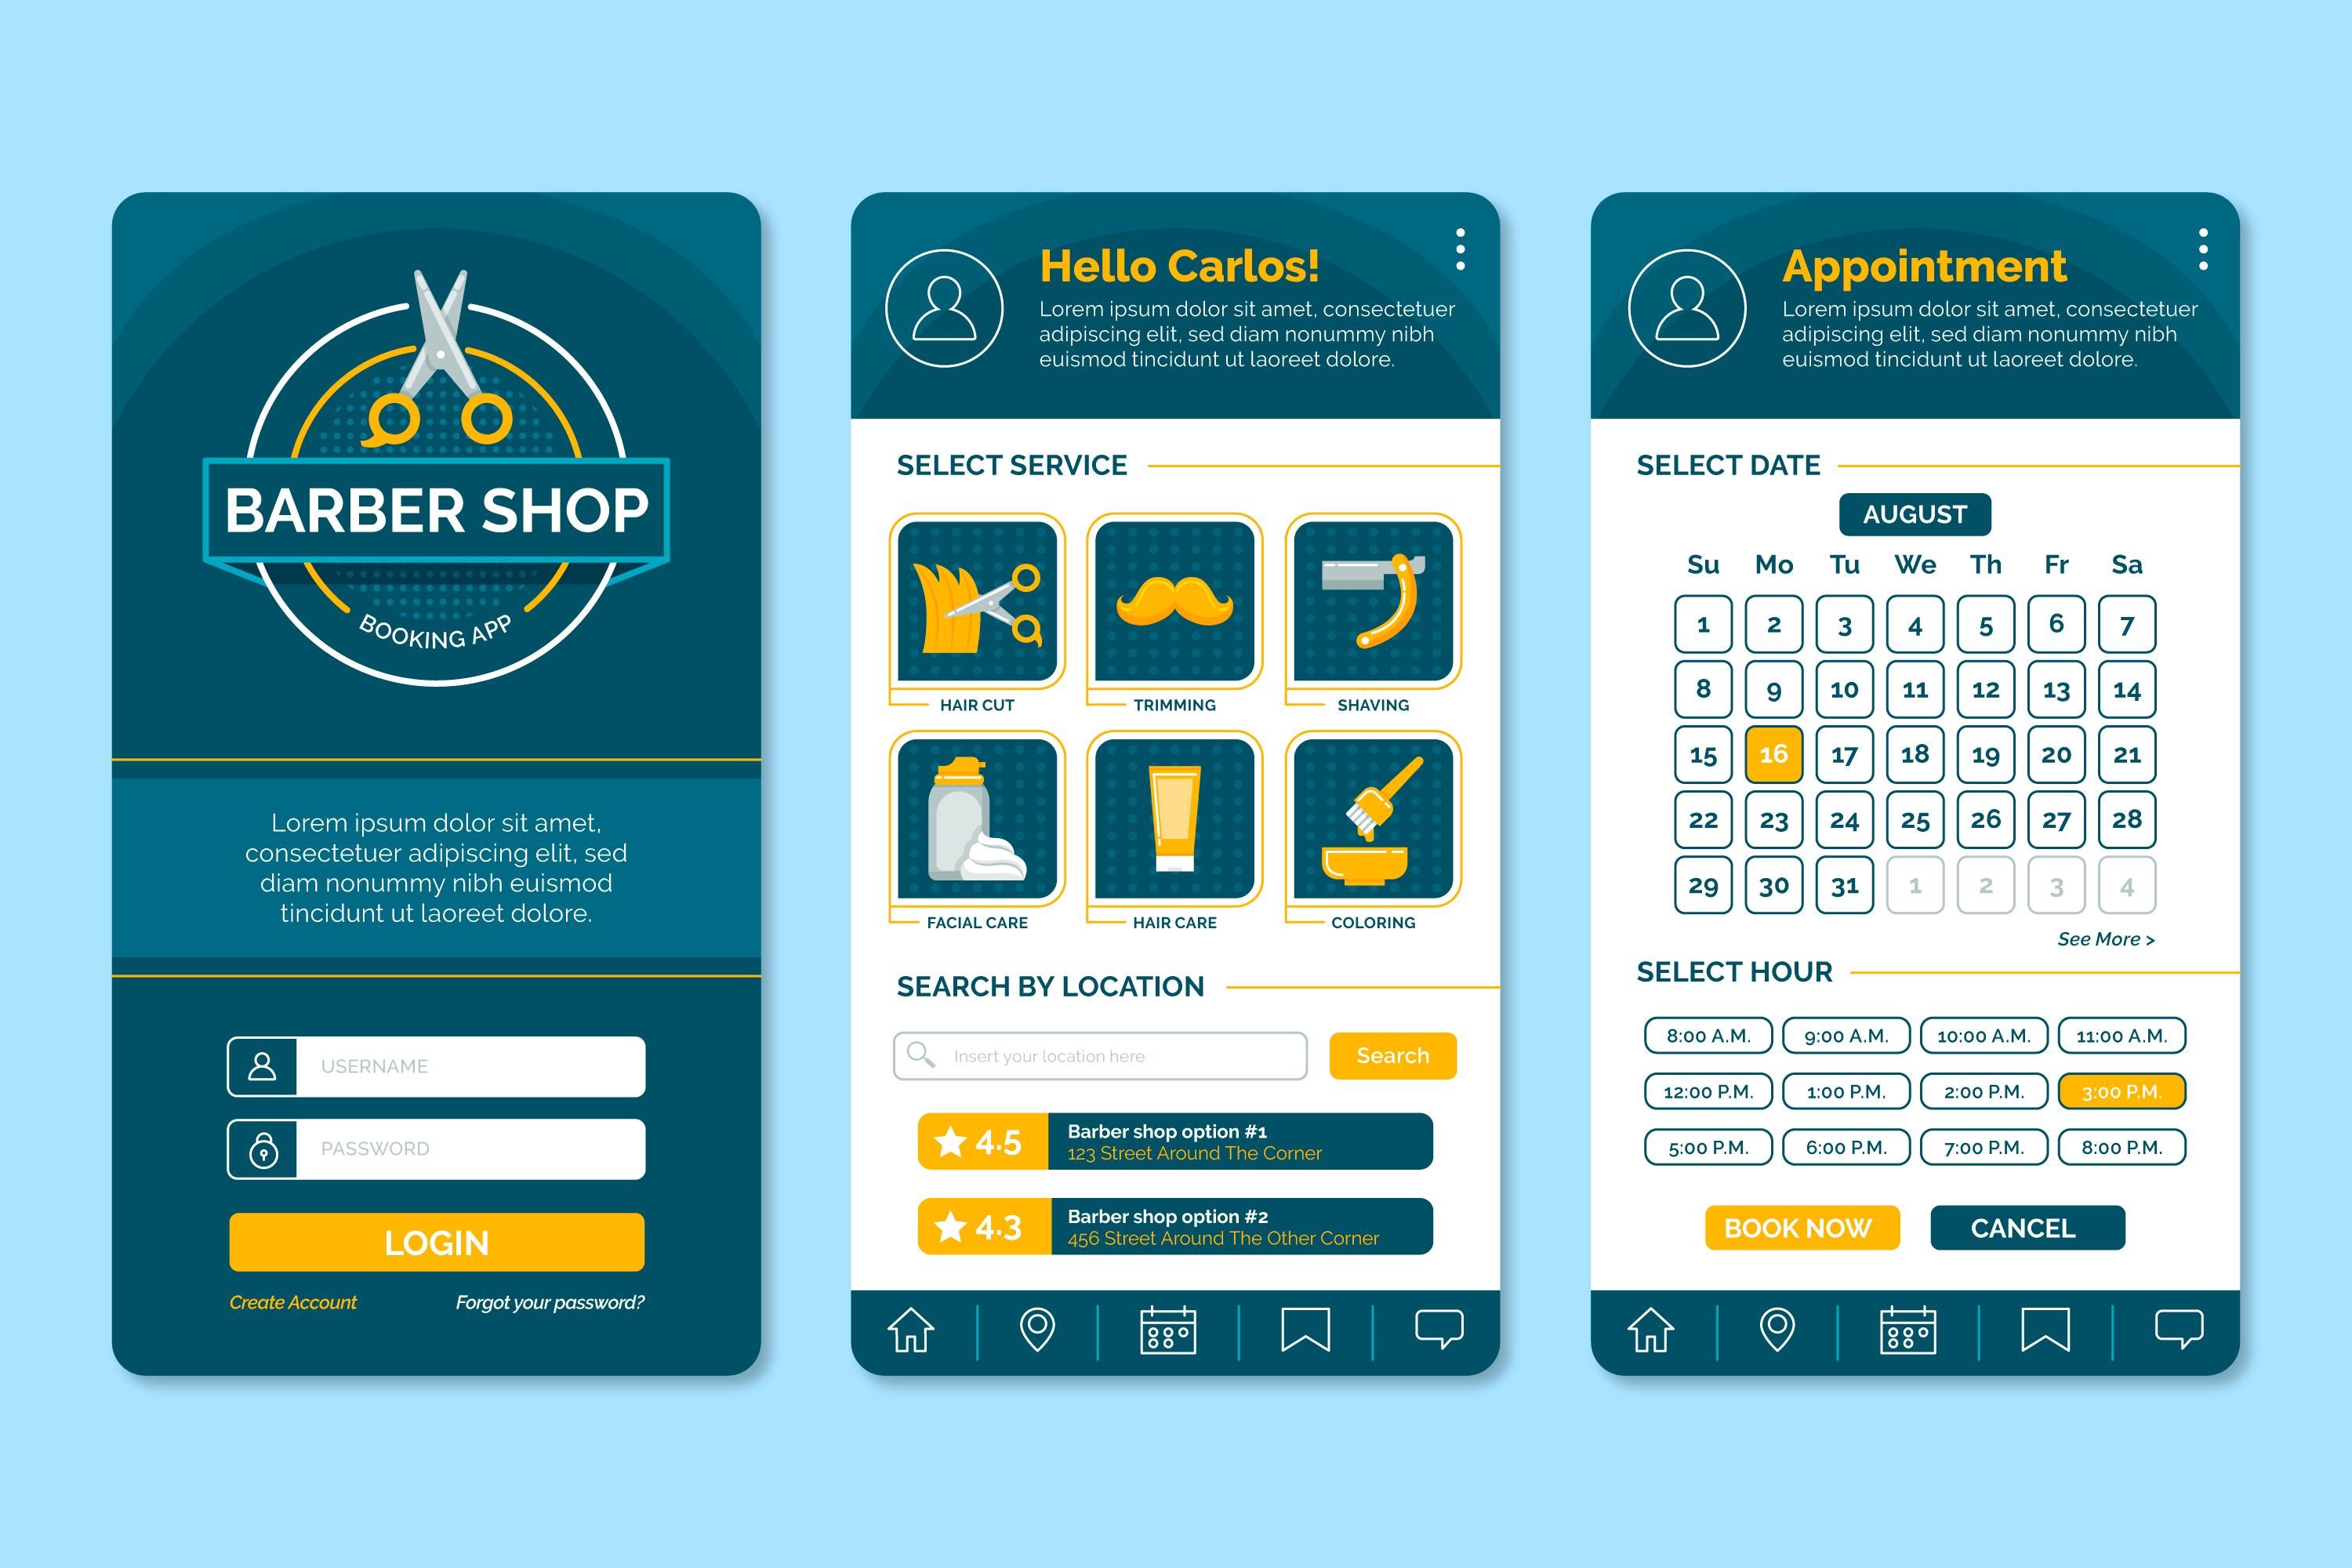 BARBER SHOP
BOOKING APP
Lorem ipsum dolor sit amet,
consectetuer adipiscing elit, sed
diam nonummy nibh euismod
tincidunt ut laoreet dolore.
USERNAME
PASSWORD
LOGIN
Create Account Forgot your password?
Hello Carlos!
Lorem ipsum dolor sit amet, consectetuer
adipiscing elit, sed diam nonummy nibh
euismod tincidunt ut laoreet dolore.
SELECT SERVICE
HAIR CUT TRIMMING SHAVING
FACIAL CARE HAIR CARE COLORING
SEARCH BY LOCATION
Insert your location here Search
4.5 Barber shop option #1
123 Street Around The Corner
4.3 Barber shop option #2
456 Street Around The Other Corner
Appointment
Lorem ipsum dolor sit amet, consectetuer
adipiscing elit, sed diam nonummy nibh
euismod tincidunt ut laoreet dolore.
SELECT DATE
AUGUST
Su Mo Tu We Th Fr Sa
1 2 3 4 5 6 7
8 9 10 11 12 13 14
15 16 17 18 19 20 21
22 23 24 25 26 27 28
29 30 31 1 2 3 4
See More >
SELECT HOUR
8:00 A.M. 9:00 A.M. 10:00 A.M. 11:00 A.M.
12:00 P.M. 1:00 P.M. 2:00 P.M. 3:00 P.M.
5:00 P.M. 6:00 P.M. 7:00 P.M. 8:00 P.M.
BOOK NOW CANCEL